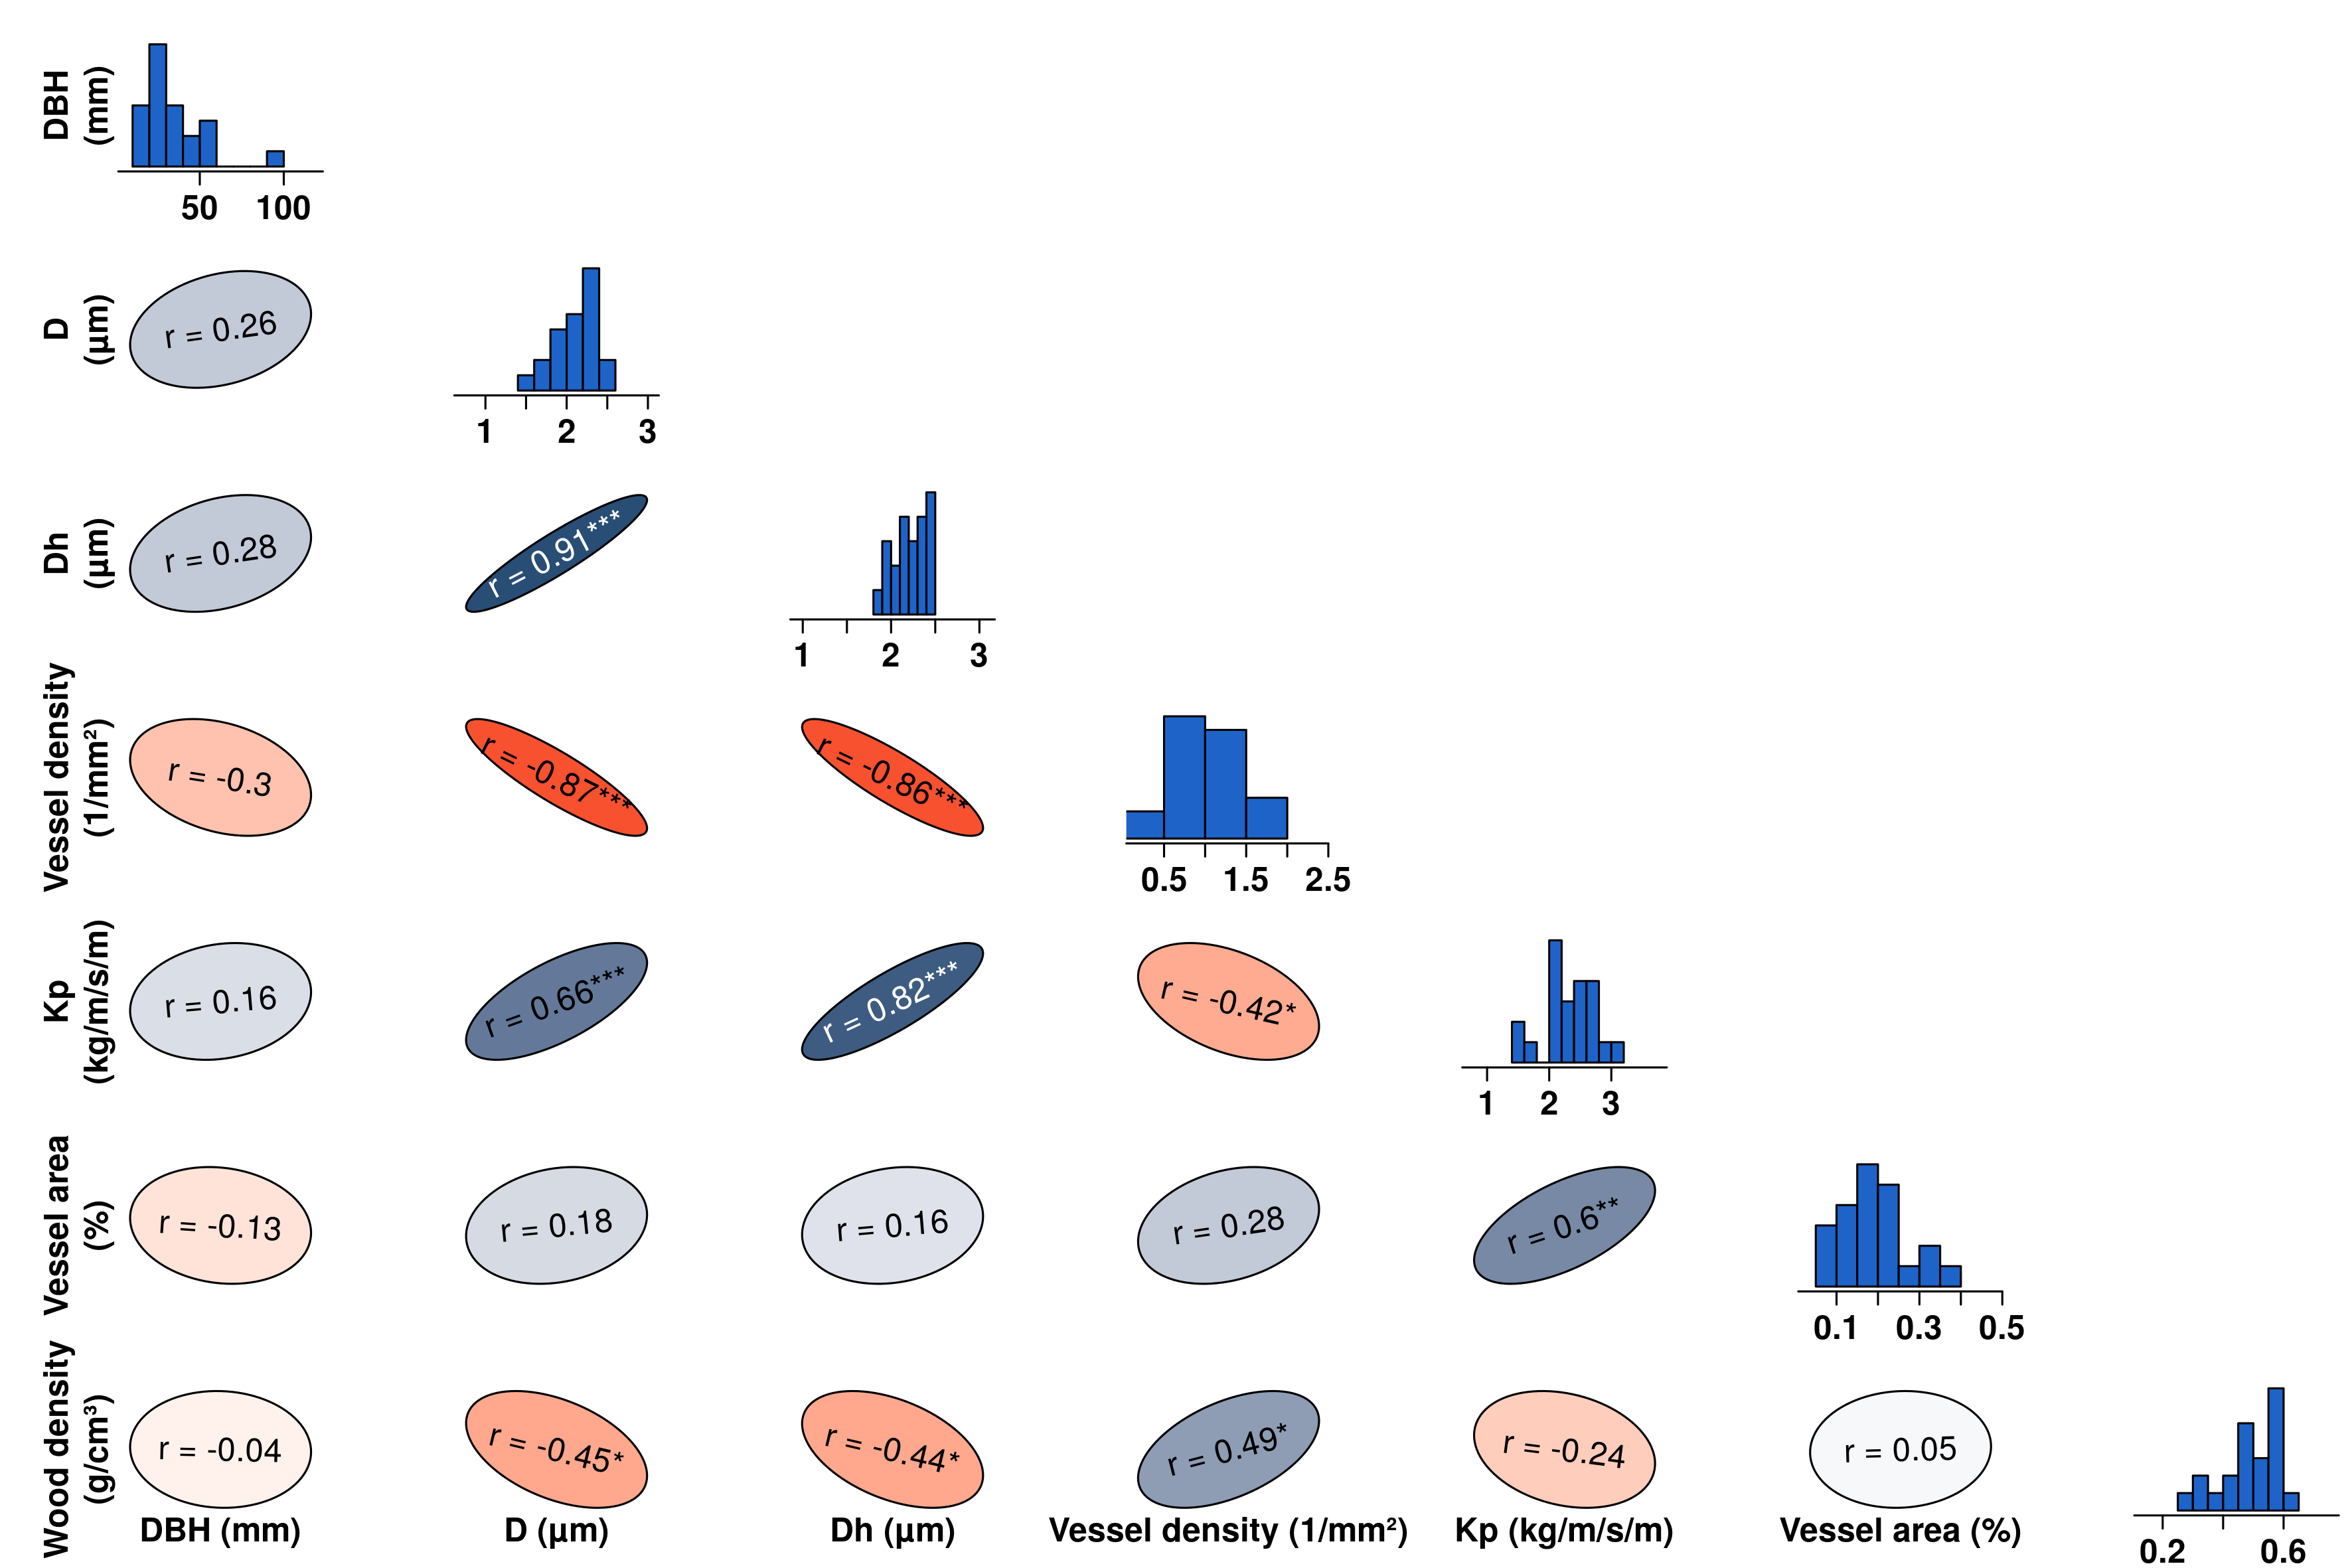 DBH
(mm)
50 100
D
(µm)
r = 0.26
1 2 3
Dh
(µm)
r = 0.28
r = 0.91***
1 2 3
Vessel density
(1/mm²)
r = -0.3
r = -0.87***
r = -0.86***
0.5 1.5 2.5
Kp
(kg/m/s/m)
r = 0.16
r = 0.66***
r = 0.82***
r = -0.42*
1 2 3
Vessel area
(%)
r = -0.13
r = 0.18
r = 0.16
r = 0.28
r = 0.6**
0.1 0.3 0.5
Wood density
(g/cm³)
r = -0.04
r = -0.45*
r = -0.44*
r = 0.49*
r = -0.24
r = 0.05
0.2 0.6
DBH (mm) D (µm) Dh (µm) Vessel density (1/mm²) Kp (kg/m/s/m) Vessel area (%)